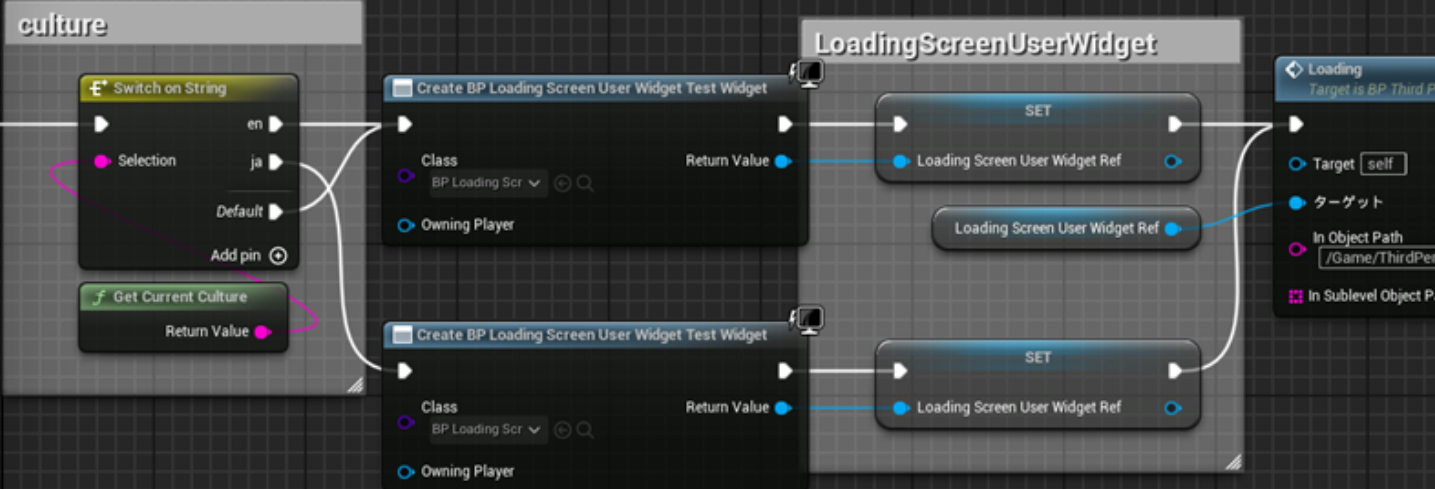 culture
Switch on String
en
Selection
ja
Default
Add pin
Get Current Culture
Return Value
Create BP Loading Screen User Widget Test Widget
Class
Return Value
BP Loading Scr
Owning Player
Create BP Loading Screen User Widget Test Widget
Class
Return Value
BP Loading Scr
Owning Player
LoadingScreenUserWidget
SET
Loading Screen User Widget Ref
Loading Screen User Widget Ref
SET
Loading Screen User Widget Ref
Loading
Target is BP Third P
Target self
ターゲット
In Object Path
/Game/ThirdPer
In Sublevel Object P